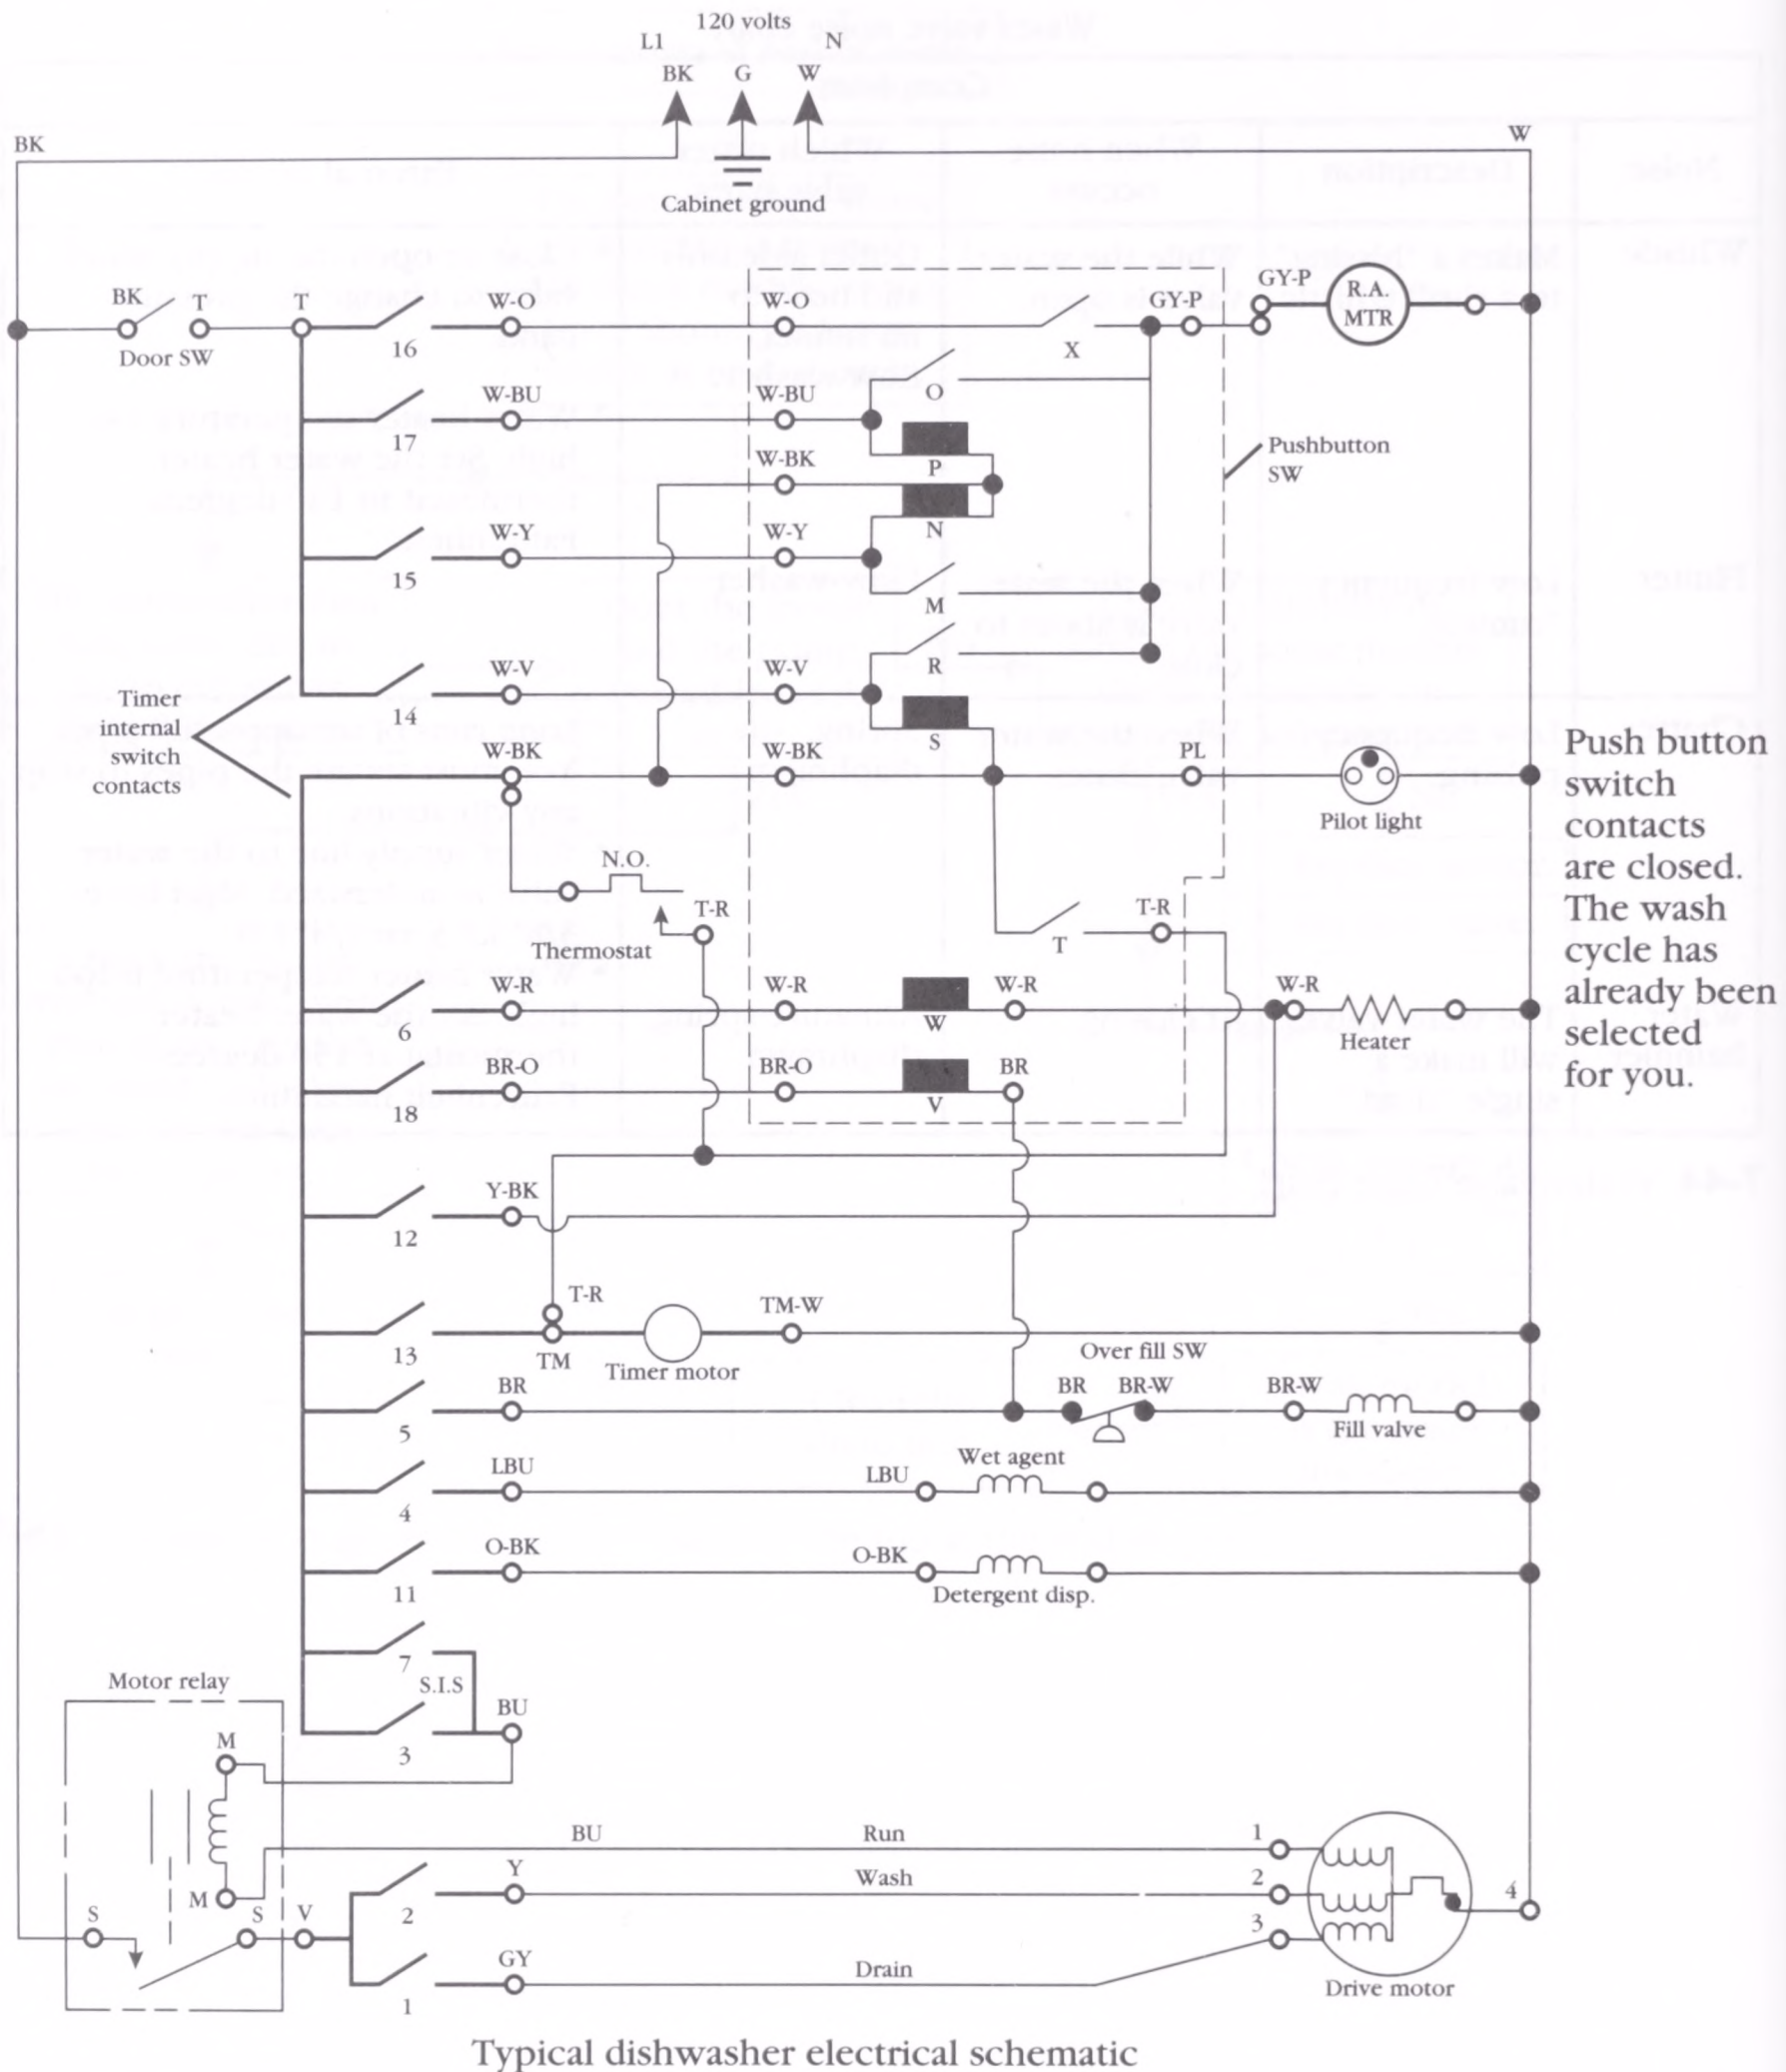 120 volts
L1 N
BK G W
BK W
Cabinet ground
BK T T W-O W-O GY-P GY-P R.A.
MTR
Door SW 16 X
W-BU W-BU O
17
Pushbutton
SW
W-BK P
W-Y W-Y N
15
M
W-V W-V R
14
Timer
internal
switch
contacts
S
W-BK W-BK PL
Pilot light
Push button
switch
contacts
are closed.
The wash
cycle has
already been
selected
for you.
N.O.
T-R T-R
Thermostat T
W-R W-R W-R W-R
6 W Heater
BR-O BR-O BR
18 V
Y-BK
12
T-R TM-W
13 TM Timer motor
Over fill SW
BR BR BR-W BR-W
5 Fill valve
Wet agent
LBU LBU
4
O-BK O-BK
11 Detergent disp.
7
S.I.S
Motor relay BU
3
M
BU Run 1
M Y Wash 2 4
2
S S V 3
GY Drain
1 Drive motor
Typical dishwasher electrical schematic